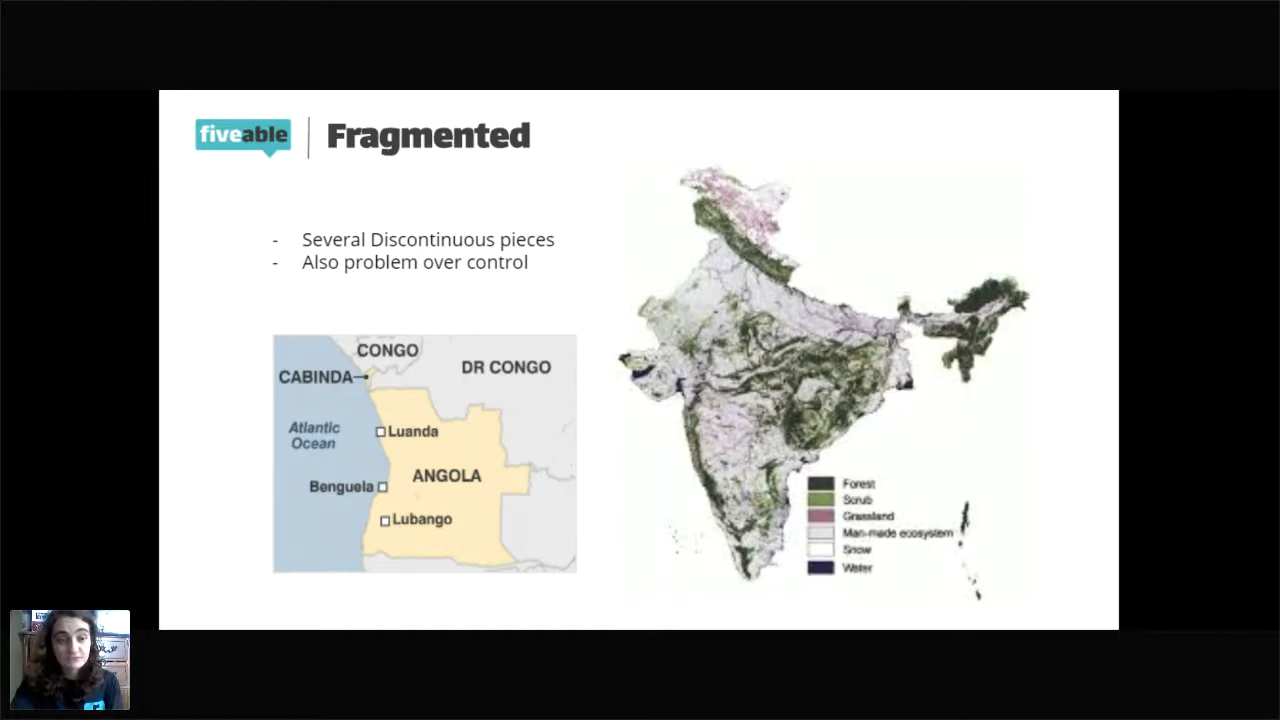 fiveable
Fragmented
- Several Discontinuous pieces
- Also problem over control
CONGO
CABINDA
DR CONGO
Atlantic
Ocean
Luanda
ANGOLA
Benguela
Lubango
Forest
Scrub
Grassland
Man-made ecosystem
Snow
Water